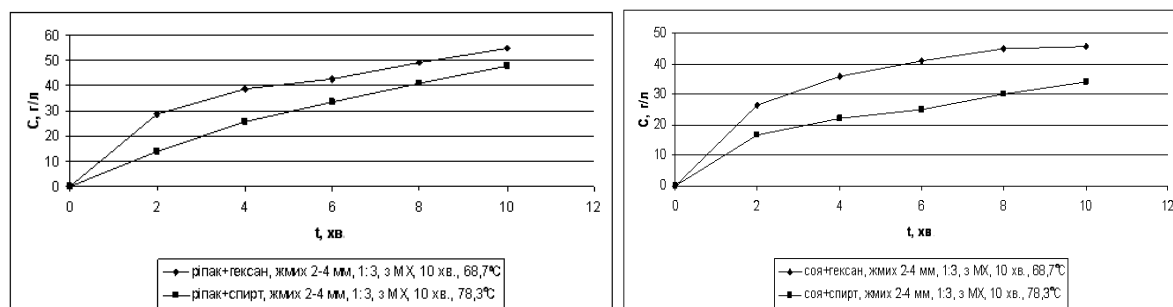 60
50
40
30
20
10
0
C, г/л
0 2 4 6 8 10 12
t, хв.
ріпак+гексан, жмих 2-4 мм, 1:3, з МХ, 10 хв., 68,7°C
ріпак+спирт, жмих 2-4 мм, 1:3, з МХ, 10 хв., 78,3°C
50
40
30
20
10
0
C, г/л
0 2 4 6 8 10 12
t, хв
соя+гексан, жмих 2-4 мм, 1:3, з МХ, 10 хв., 68,7°C
соя+спирт, жмих 2-4 мм, 1:3, з МХ, 10 хв., 78,3°C